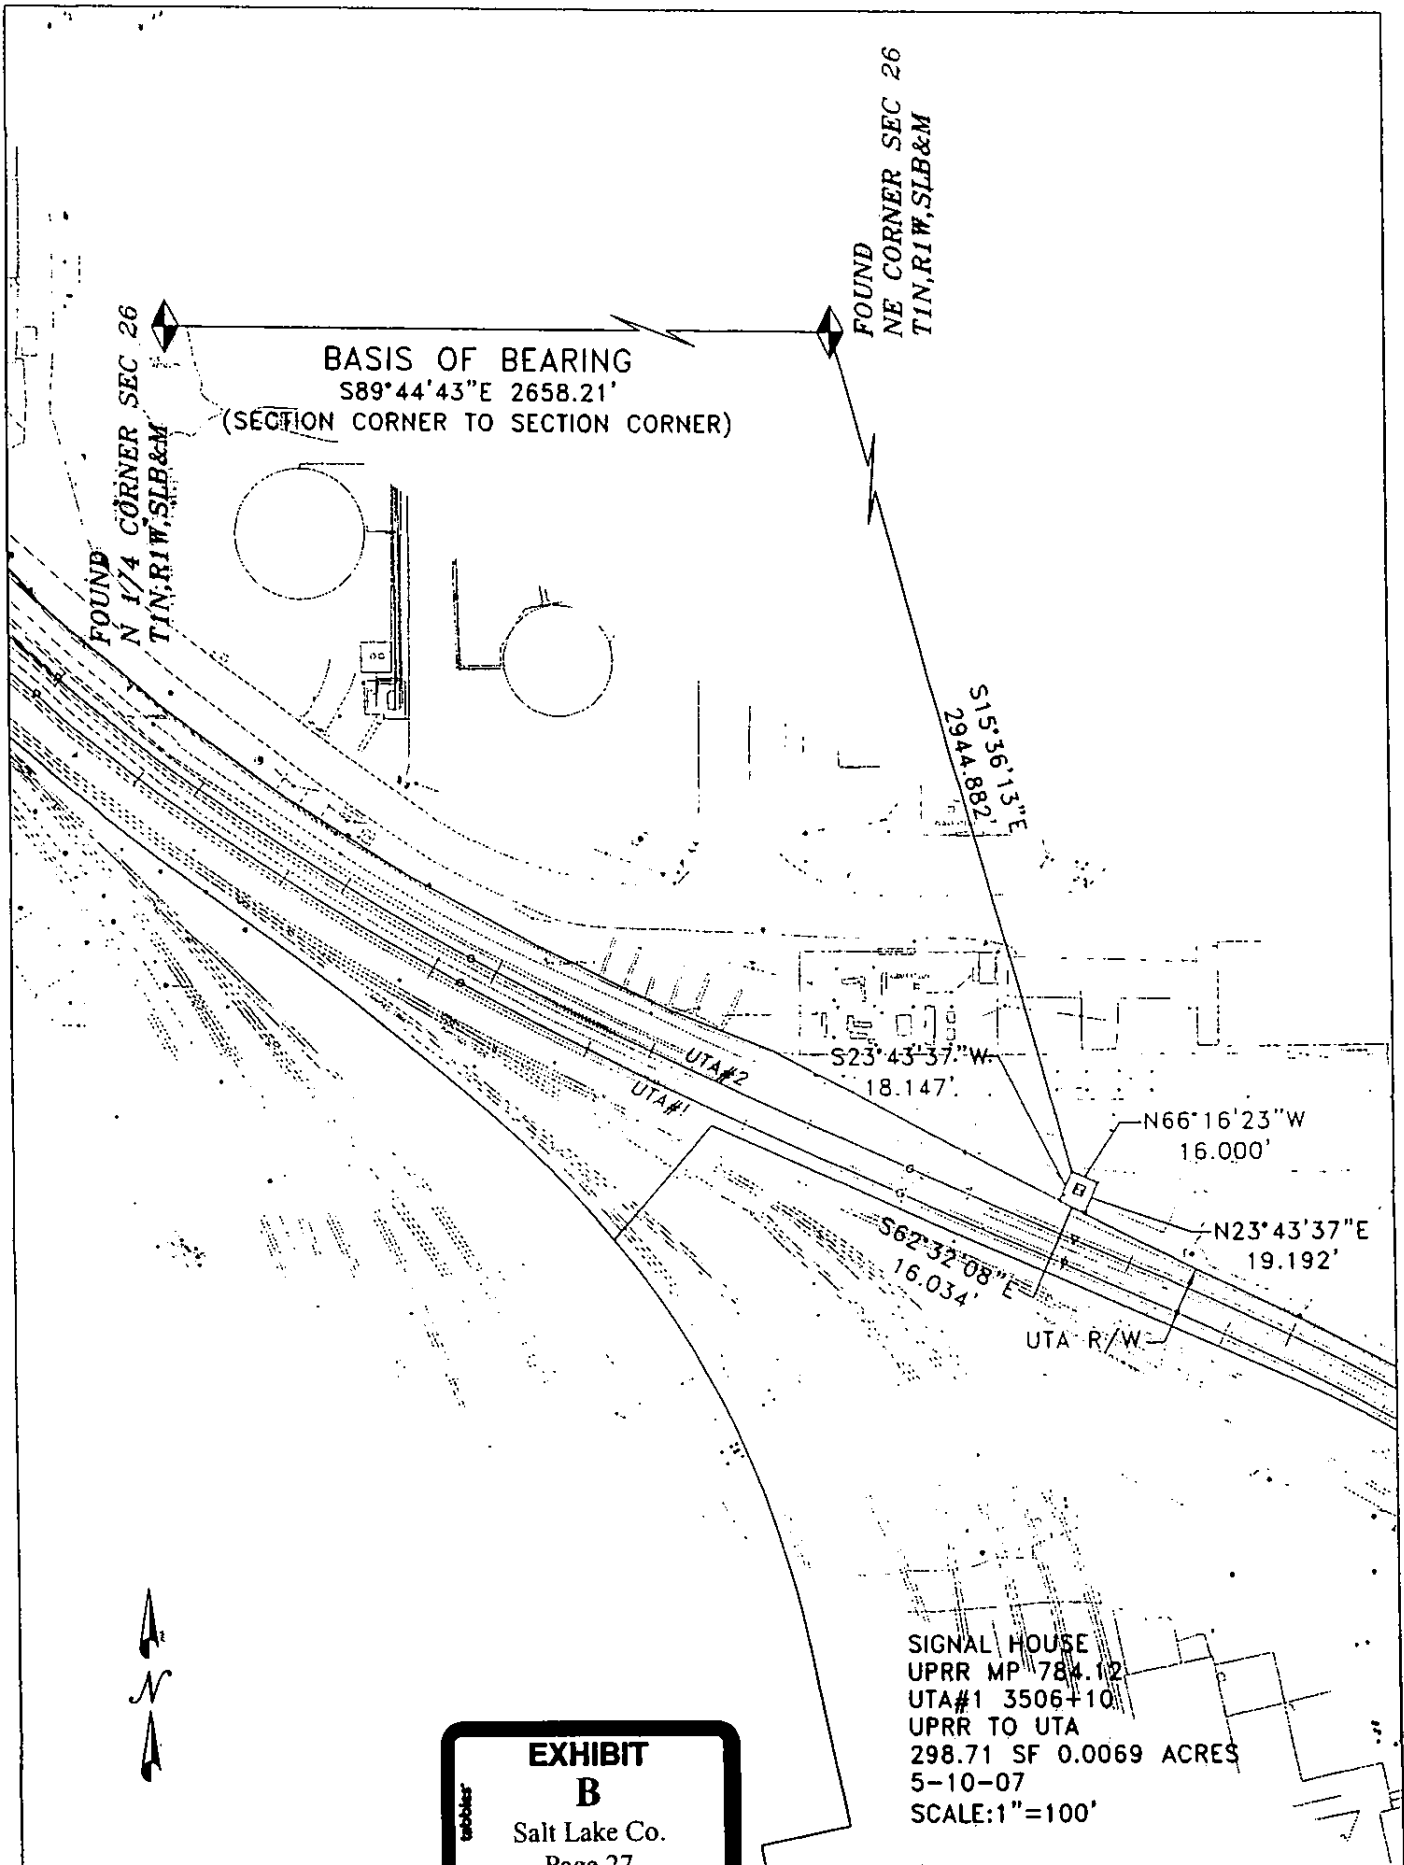 FOUND
NE CORNER SEC 26
T1N,R1W,SLB&M
FOUND
N 1/4 CORNER SEC 26
T1N,R1W,SLB&M
BASIS OF BEARING
S89°44'43"E 2658.21'
(SECTION CORNER TO SECTION CORNER)
S15°36'13"E
2944.882'
S23°43'37"W
18.147'
UTA#2
UTA#1
N66°16'23"W
16.000'
N23°43'37"E
19.192'
S62°32'08"E
16.034'
UTA R/W
N
SIGNAL HOUSE
UPRR MP 784.12
UTA#1 3506+10
UPRR TO UTA
298.71 SF 0.0069 ACRES
5-10-07
SCALE:1"=100'
EXHIBIT
B
tabbies'
Salt Lake Co.
Page 27